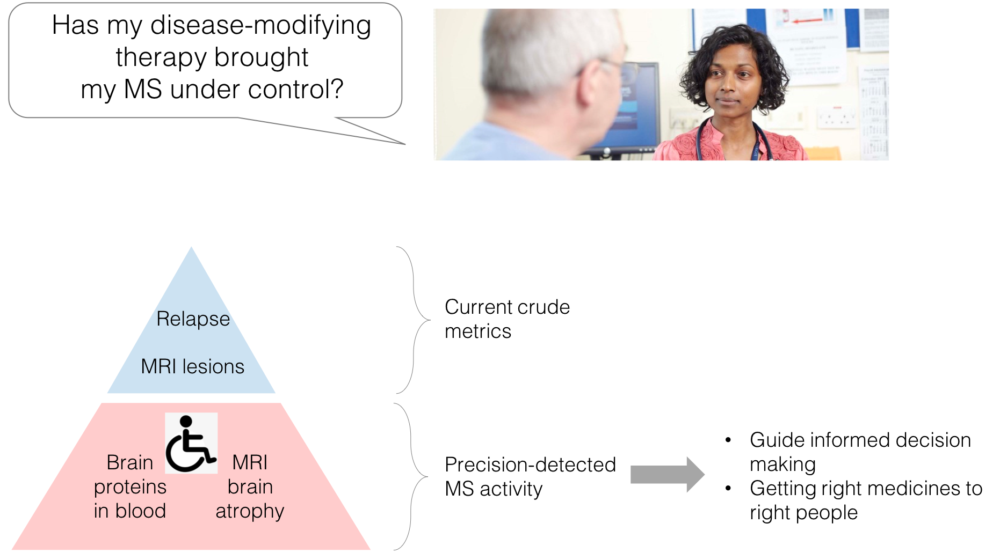 Has my disease-modifying
therapy brought
my MS under control?
Relapse
MRI lesions
Current crude
metrics
Brain
proteins
in blood
MRI
brain
atrophy
Precision-detected
MS activity
• Guide informed decision
making
• Getting right medicines to
right people